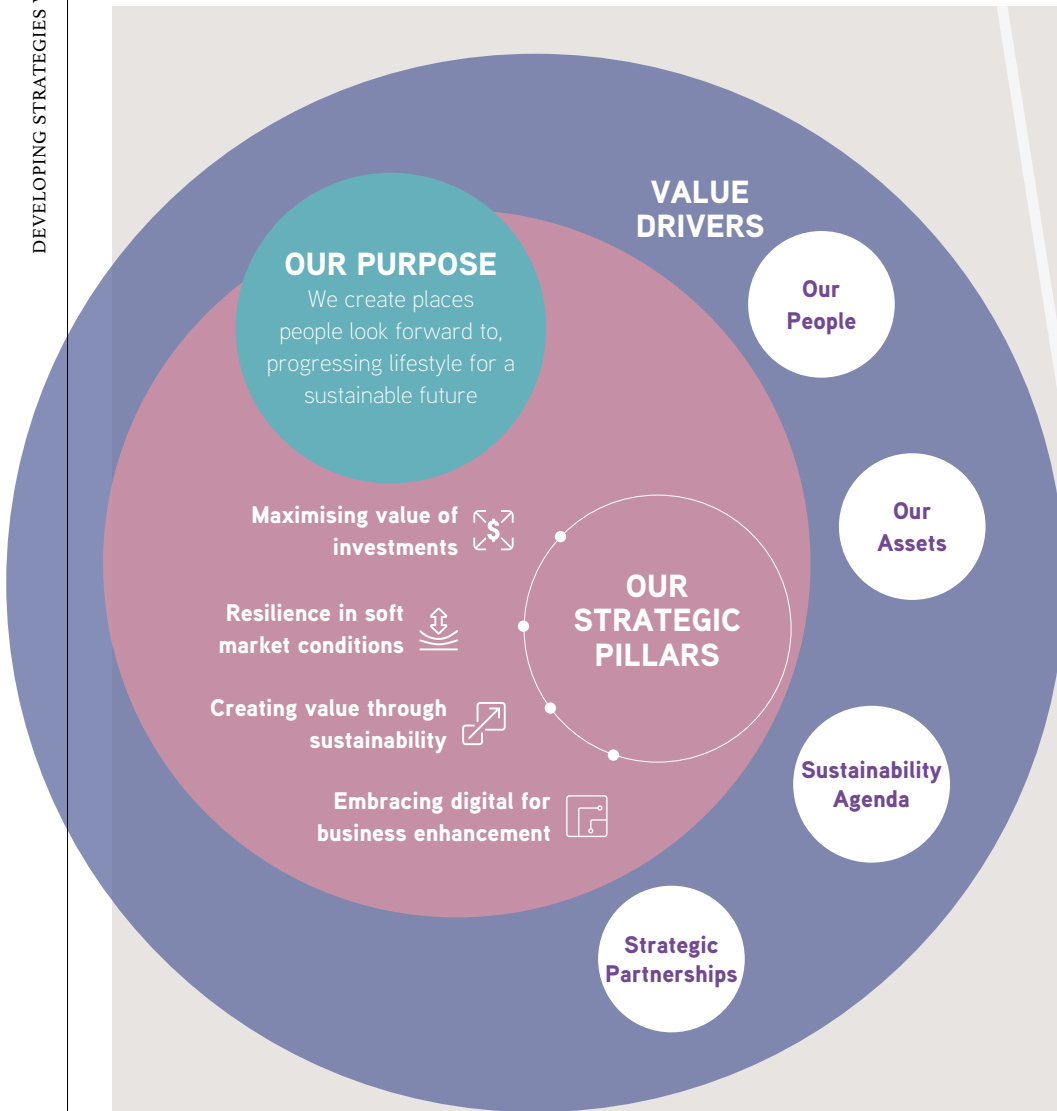 DEVELOPING STRATEGIES
VALUE
DRIVERS
OUR PURPOSE
We create places
people look forward to,
progressing lifestyle for a
sustainable future
Our
People
Our
Assets
Maximising value of
investments
$
OUR
STRATEGIC
PILLARS
Resilience in soft
market conditions
Creating value through
sustainability
Embracing digital for
business enhancement
Sustainability
Agenda
Strategic
Partnerships